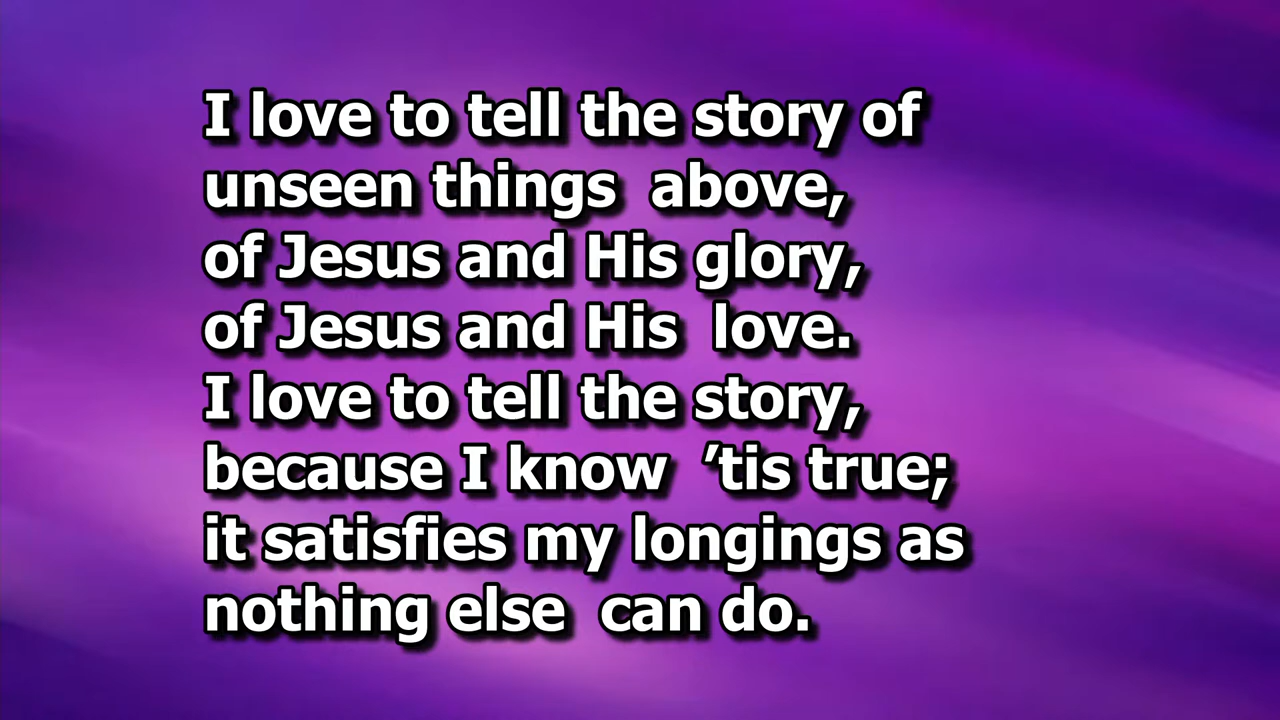 I love to tell the story of
unseen things  above,
of Jesus and His glory,
of Jesus and His  love.
I love to tell the story,
because I know  ’tis true;
it satisfies my longings as
nothing else  can do.